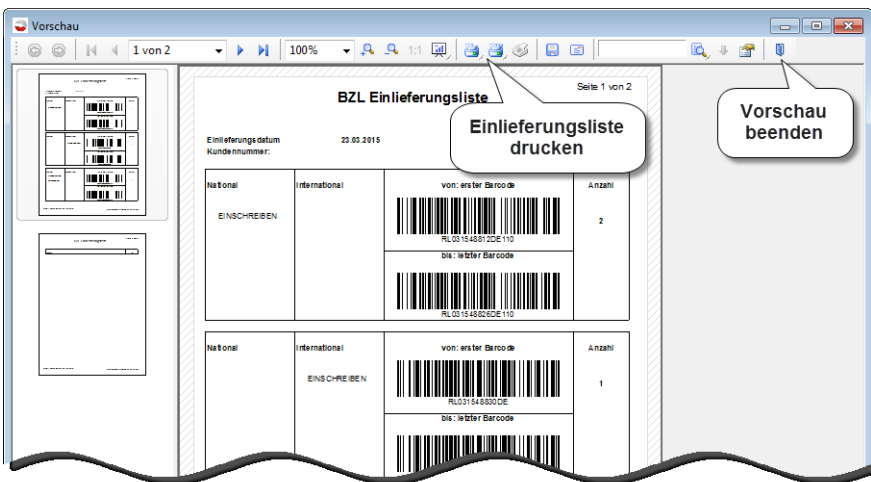 Vorschau
1 von 2
100%
1:1
Seite 1 von 2
BZL Einlieferungsliste
Einlieferungsliste
drucken
Vorschau
beenden
Einlieferungsdatum 23.03.2015
Kundennummer:
National International von: erster Barcode Anzahl
EINSCHREIBEN 2
RL031548812DE110
bis: letzter Barcode
RL031548826DE110
National International von: erster Barcode Anzahl
EINSCHREIBEN 1
RL031548830DE
bis: letzter Barcode